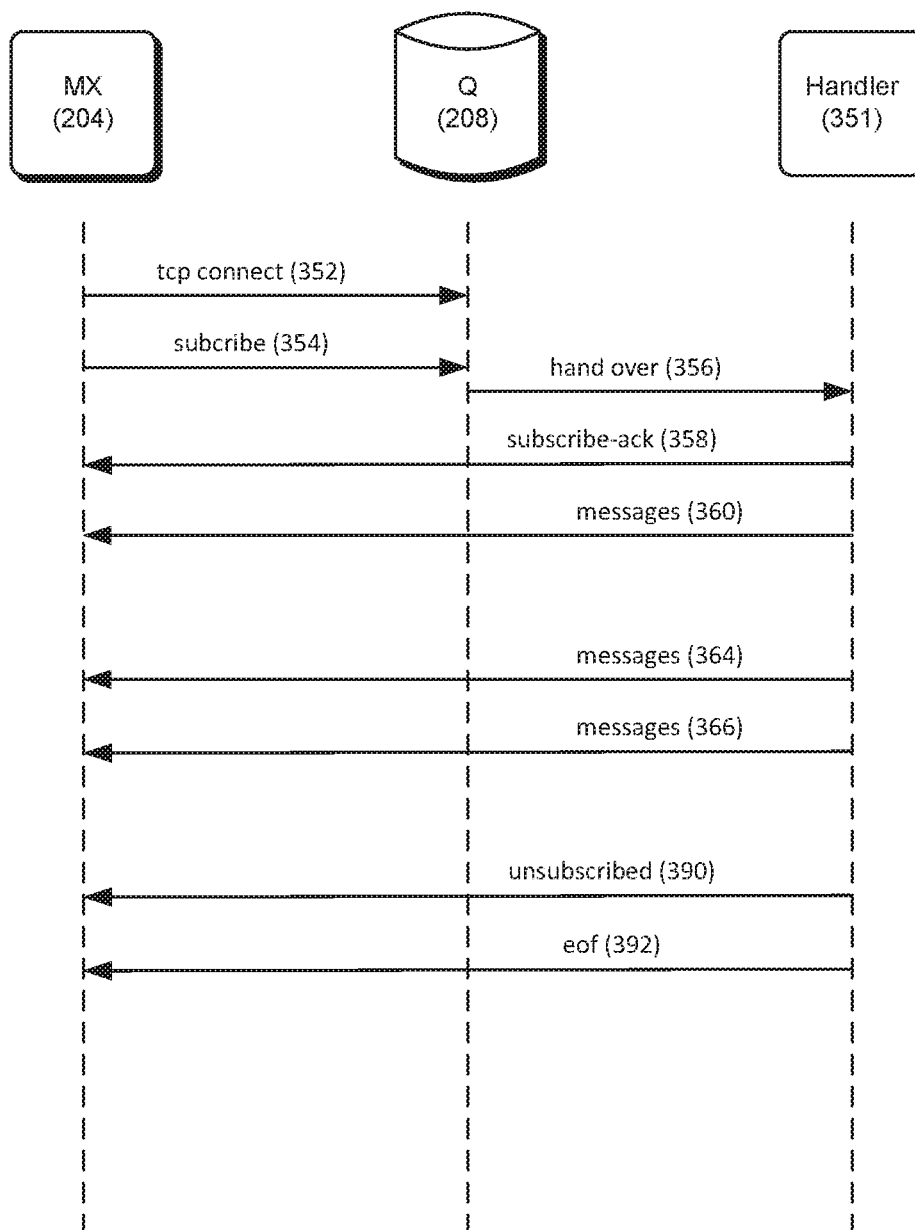 MX
(204)
Q
(208)
Handler
(351)
tcp connect (352)
subcribe (354)
hand over (356)
subscribe-ack (358)
messages (360)
messages (364)
messages (366)
unsubscribed (390)
eof (392)